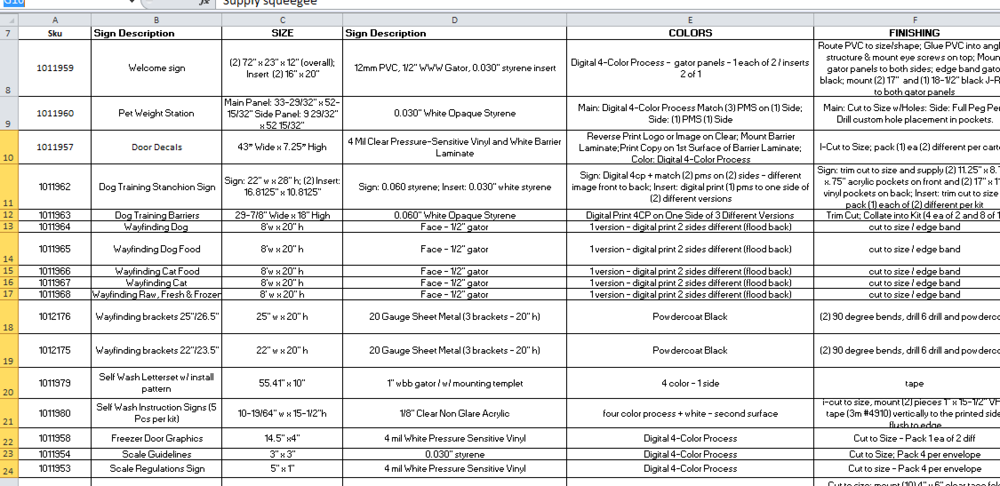 G10 fx Supply squeegee
A B C D E F
7 Sku Sign Description SIZE Sign Description COLORS FINISHING
8 1011959 Welcome sign (2) 72" x 23" x 12" (overall); Insert (2) 16" x 20" 12mm PVC, 1/2" WWW Gator, 0.030" styrene insert Digital 4-Color Process - gator panels - 1 each of 2 / inserts 2 of 1 Route PVC to size/shape; Glue PVC into angl structure & mount eye screws on top; Moun gator panels to both sides; edge band gato black; mount (2) 17" and (1) 18-1/2" black J-R to both gator panels
9 1011960 Pet Weight Station Main Panel: 33-29/32" x 52-15/32" Side Panel: 9 29/32" x 52 15/32" 0.030" White Opaque Styrene Main: Digital 4-Color Process Match (3) PMS on (1) Side; Side: (1) PMS (1) Side Main: Cut to Size w/Holes: Side: Full Peg Per Drill custom hole placement in pockets.
10 1011957 Door Decals 43" Wide x 7.25" High 4 Mil Clear Pressure-Sensitive Vinyl and White Barrier Laminate Reverse Print Logo or Image on Clear; Mount Barrier Laminate;Print Copy on 1st Surface of Barrier Laminate; Color: Digital 4-Color Process I-Cut to Size; pack (1) ea (2) different per cart
11 1011962 Dog Training Stanchion Sign Sign: 22" w x 28" h; (2) Insert: 16.8125" x 10.8125" Sign: 0.060 styrene; Insert: 0.030" white styrene Sign: Digital 4cp + match (2) pms on (2) sides - different image front to back; Insert: digital print (1) pms to one side of (2) different versions Sign: trim cut to size and supply (2) 11.25" x 8. x .75" acrylic pockets on front and (2) 17" x 1 vinyl pockets on back; Insert: trim cut to size pack (1) each of (2) different per kit
12 1011963 Dog Training Barriers 29-7/8" Wide x 18" High 0.060" White Opaque Styrene Digital Print 4CP on One Side of 3 Different Versions Trim Cut; Collate into Kit (4 ea of 2 and 8 of 1
13 1011964 Wayfinding Dog 8'w x 20" h Face - 1/2" gator 1 version - digital print 2 sides different (flood back) cut to size / edge band
14 1011965 Wayfinding Dog Food 8'w x 20" h Face - 1/2" gator 1 version - digital print 2 sides different (flood back) cut to size / edge band
15 1011966 Wayfinding Cat Food 8'w x 20" h Face - 1/2" gator 1 version - digital print 2 sides different (flood back) cut to size / edge band
16 1011967 Wayfinding Cat 8'w x 20" h Face - 1/2" gator 1 version - digital print 2 sides different (flood back) cut to size / edge band
17 1011968 Wayfinding Raw, Fresh & Frozen 8' w x 20" h Face - 1/2" gator 1 version - digital print 2 sides different (flood back) cut to size / edge band
18 1012176 Wayfinding brackets 25"/26.5" 25" w x 20" h 20 Gauge Sheet Metal (3 brackets - 20" h) Powdercoat Black (2) 90 degree bends, drill 6 drill and powderco
19 1012175 Wayfinding brackets 22"/23.5" 22" w x 20" h 20 Gauge Sheet Metal (3 brackets - 20" h) Powdercoat Black (2) 90 degree bends, drill 6 drill and powderco
20 1011979 Self Wash Letterset w/ install pattern 55.41" x 10" 1" wbb gator / w/ mounting templet 4 color - 1 side tape
21 1011980 Self Wash Instruction Signs (5 Pcs per kit) 10-19/64" w x 15-1/2"h 1/8" Clear Non Glare Acrylic four color process + white - second surface i-cut to size, mount (2) pieces 1" x 15-1/2" VH tape (3m #4910) vertically to the printed side flush to edge
22 1011958 Freezer Door Graphics 14.5" x4" 4 mil White Pressure Sensitive Vinyl Digital 4-Color Process Cut to Size - Pack 1 ea of 2 diff
23 1011954 Scale Guidelines 3" x 3" 0.030" styrene Digital 4-Color Process Cut to Size; Pack 4 per envelope
24 1011953 Scale Regulations Sign 5" x 1" 4 mil White Pressure Sensitive Vinyl Digital 4-Color Process Cut to size - Pack 4 per envelope
Cut to size; mount (10) 4" x 6" clear tape